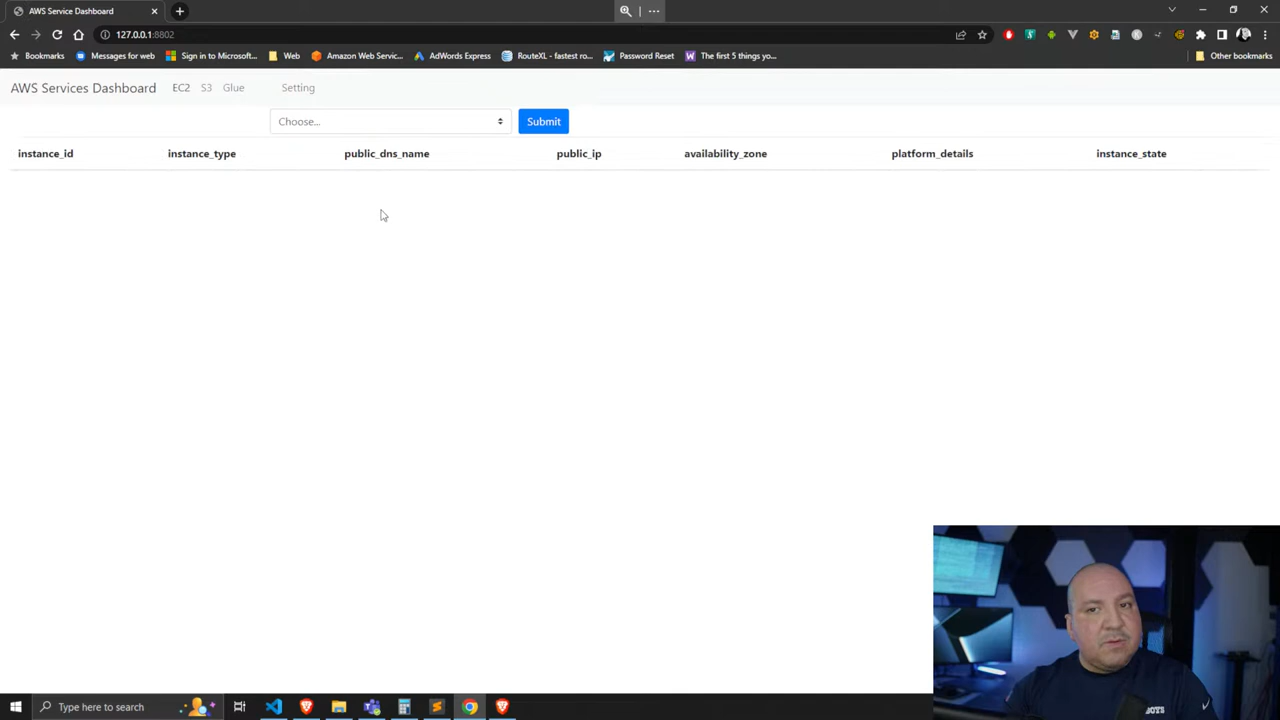 AWS Service Dashboard
127.0.0.1:8802
Bookmarks Messages for web Sign in to Microsoft... Web Amazon Web Servic... AdWords Express RouteXL - fastest ro... Password Reset The first 5 things yo... Other bookmarks
AWS Services Dashboard EC2 S3 Glue Setting
Choose... Submit
instance_id instance_type public_dns_name public_ip availability_zone platform_details instance_state
Type here to search